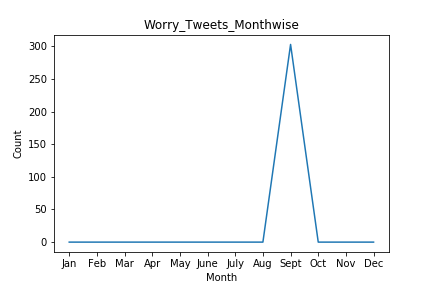 Worry_Tweets_Monthwise
Count
300
250
200
150
100
50
0
Jan Feb Mar Apr May June July Aug Sept Oct Nov Dec
Month